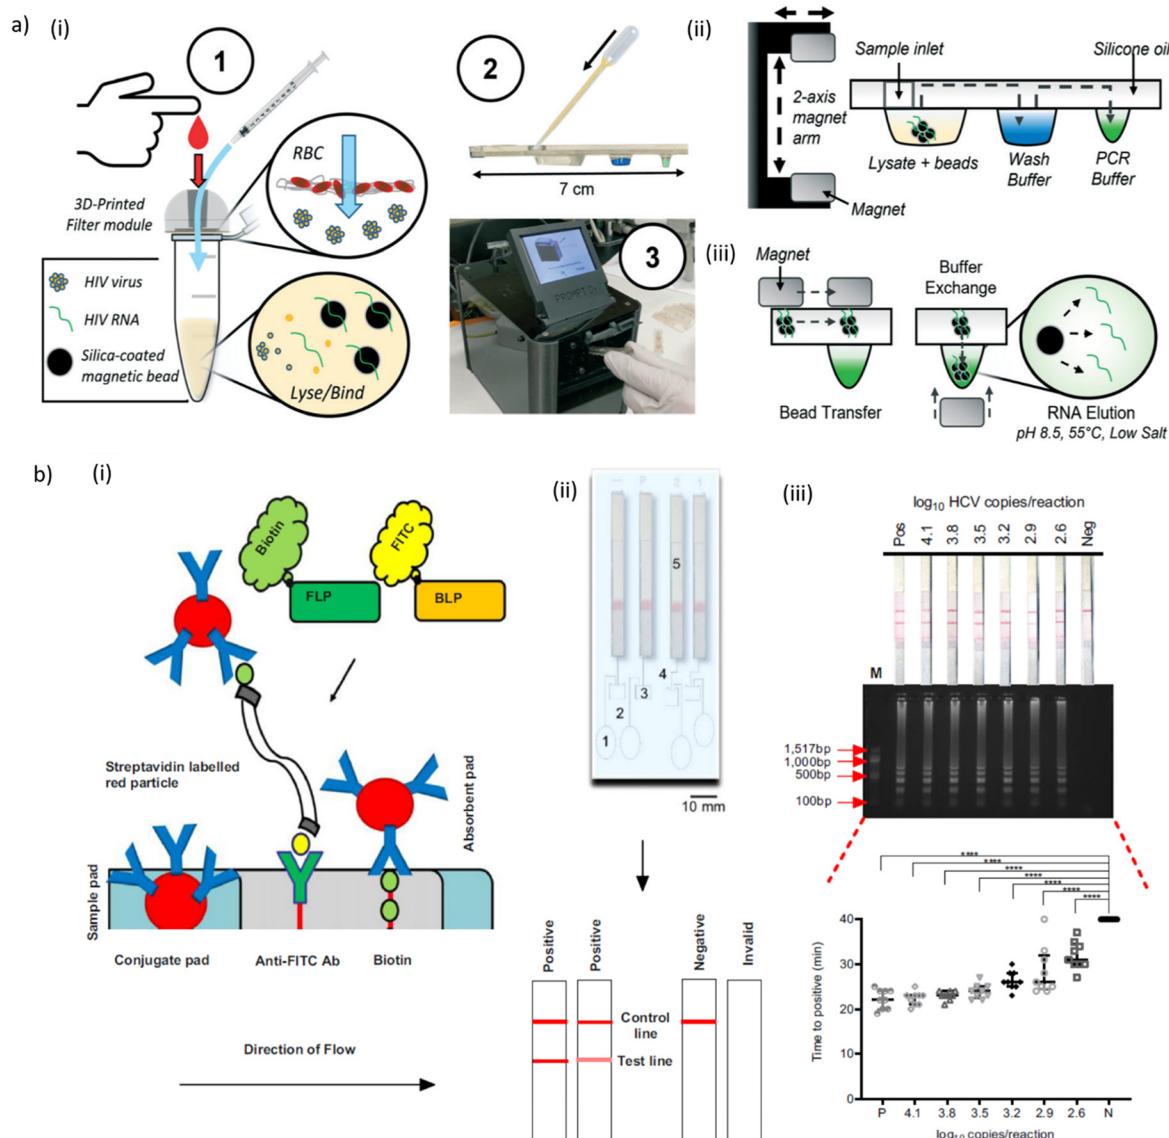 a)
(i)
1
RBC
3D-Printed
Filter module
HIV virus
HIV RNA
Silica-coated
magnetic bead
Lyse/Bind
2
7 cm
3
(ii)
2-axis
magnet
arm
Magnet
Sample inlet
Silicone oil
Lysate + beads
Wash
Buffer
PCR
Buffer
(iii)
Magnet
Buffer
Exchange
Bead Transfer
RNA Elution
pH 8.5, 55°C, Low Salt
b)
(i)
Biotin
FITC
FLP
BLP
Streptavidin labelled
red particle
Absorbent pad
Sample pad
Conjugate pad
Anti-FITC Ab
Biotin
Direction of Flow
(ii)
P
2
1
5
4
3
2
1
10 mm
Positive
Positive
Negative
Invalid
Control
line
Test line
(iii)
log10 HCV copies/reaction
Pos
4.1
3.8
3.5
3.2
2.9
2.6
Neg
M
1,517bp
1,000bp
500bp
100bp
****
****
****
****
****
****
****
Time to positive (min)
40
30
20
10
0
P
4.1
3.8
3.5
3.2
2.9
2.6
N
log10 copies/reaction